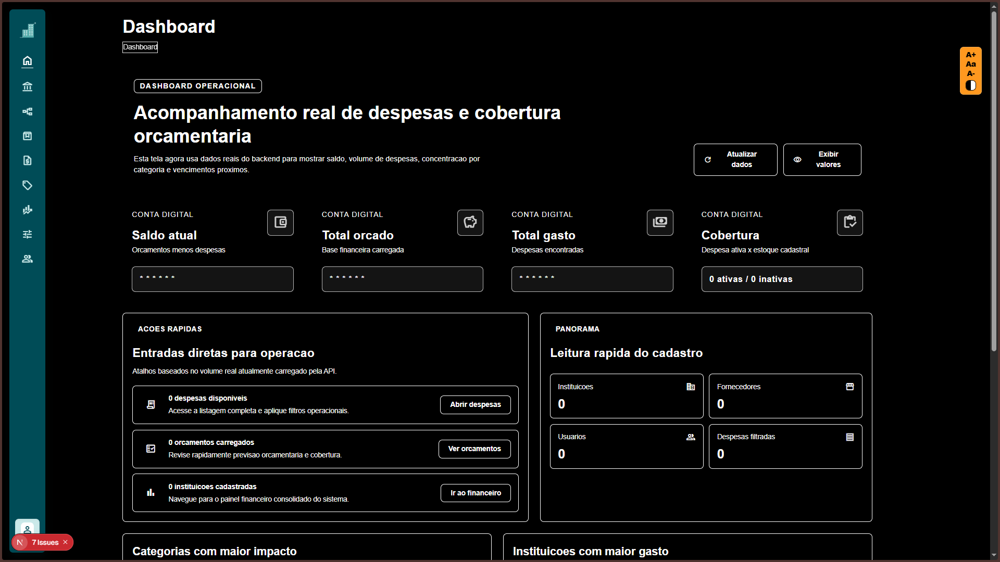 Dashboard
Dashboard
A+
Aa
A-
DASHBOARD OPERACIONAL
Acompanhamento real de despesas e cobertura
orcamentaria
Esta tela agora usa dados reais do backend para mostrar saldo, volume de despesas, concentracao por
categoria e vencimentos proximos.
Atualizar
dados
Exibir
valores
CONTA DIGITAL
Saldo atual
Orcamentos menos despesas
* * * * * *
CONTA DIGITAL
Total orcado
Base financeira carregada
* * * * * *
CONTA DIGITAL
Total gasto
Despesas encontradas
* * * * * *
CONTA DIGITAL
Cobertura
Despesa ativa x estoque cadastral
0 ativas / 0 inativas
ACOES RAPIDAS
Entradas diretas para operacao
Atalhos baseados no volume real atualmente carregado pela API.
0 despesas disponiveis
Acesse a listagem completa e aplique filtros operacionais.
Abrir despesas
0 orcamentos carregados
Revise rapidamente previsao orcamentaria e cobertura.
Ver orcamentos
0 instituicoes cadastradas
Navegue para o painel financeiro consolidado do sistema.
Ir ao financeiro
PANORAMA
Leitura rapida do cadastro
Instituicoes
0
Fornecedores
0
Usuarios
0
Despesas filtradas
0
Categorias com maior impacto
Instituicoes com maior gasto
N 7 Issues ×